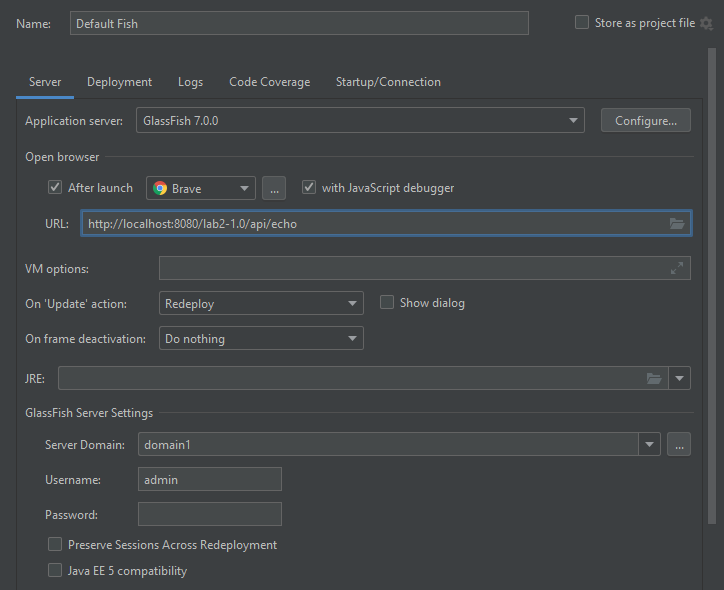 Name: Default Fish Store as project file
Server Deployment Logs Code Coverage Startup/Connection
Application server: GlassFish 7.0.0 Configure...
Open browser
After launch Brave ... with JavaScript debugger
URL: http://localhost:8080/lab2-1.0/api/echo
VM options:
On 'Update' action: Redeploy Show dialog
On frame deactivation: Do nothing
JRE:
GlassFish Server Settings
Server Domain: domain1 ...
Username: admin
Password:
Preserve Sessions Across Redeployment
Java EE 5 compatibility